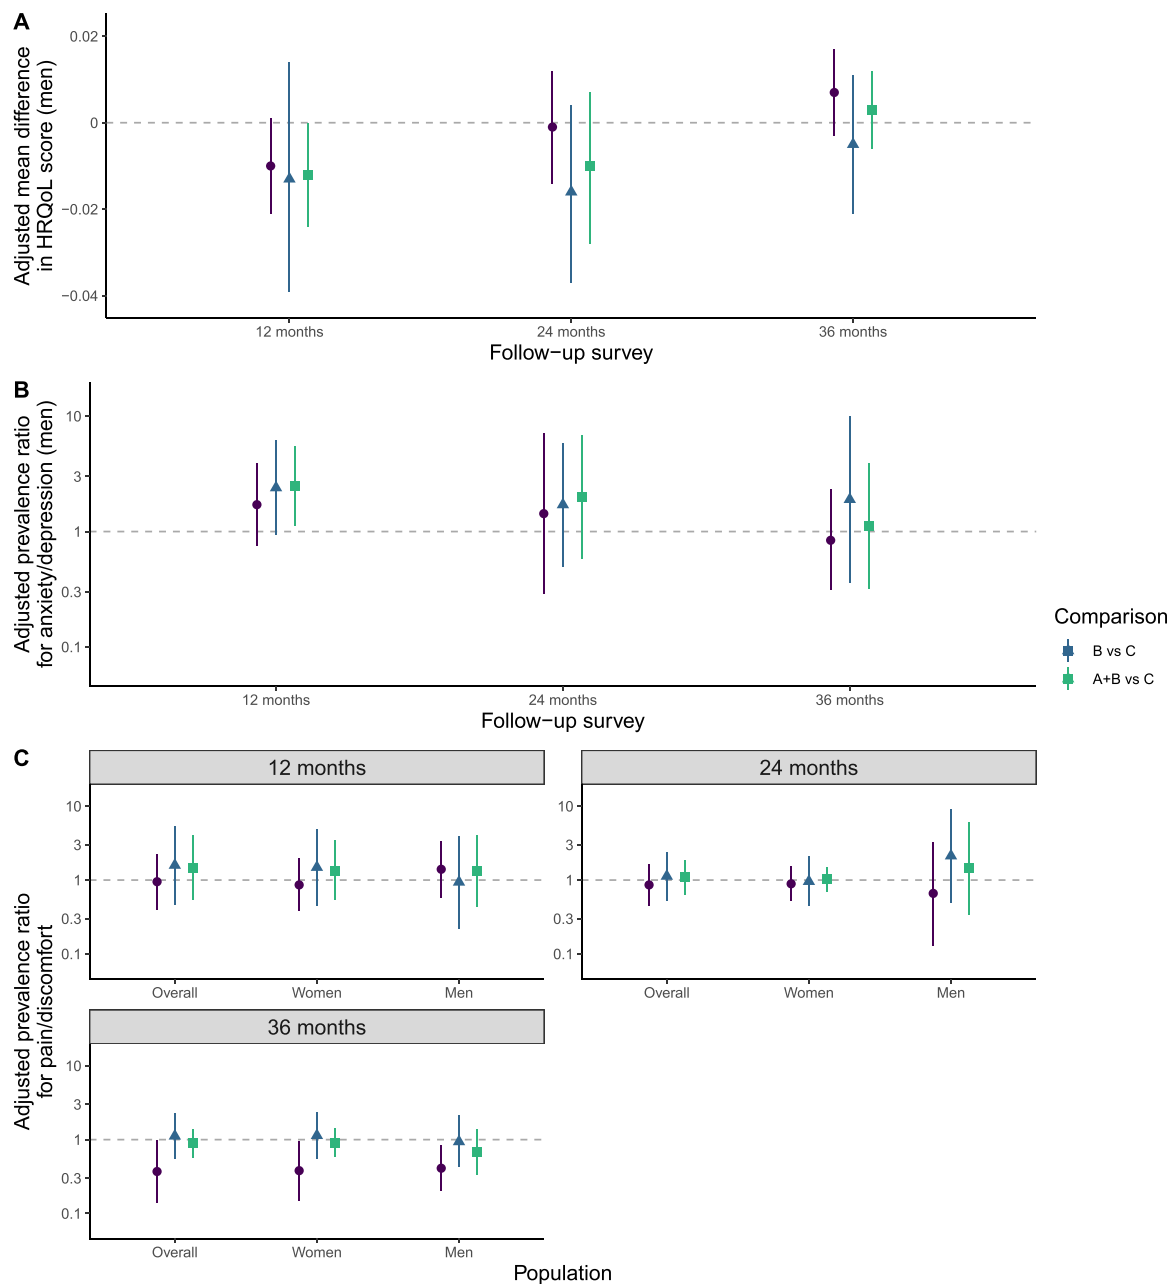 A
Adjusted mean difference
in HRQoL score (men)
0.02
0
−0.02
−0.04
12 months
24 months
36 months
Follow−up survey
B
Adjusted prevalence ratio
for anxiety/depression (men)
10
3
1
0.3
0.1
12 months
24 months
36 months
Follow−up survey
Comparison
B vs C
A+B vs C
C
Adjusted prevalence ratio
for pain/discomfort
12 months
10
3
1
0.3
0.1
Overall
Women
Men
24 months
10
3
1
0.3
0.1
Overall
Women
Men
36 months
10
3
1
0.3
0.1
Overall
Women
Men
Population